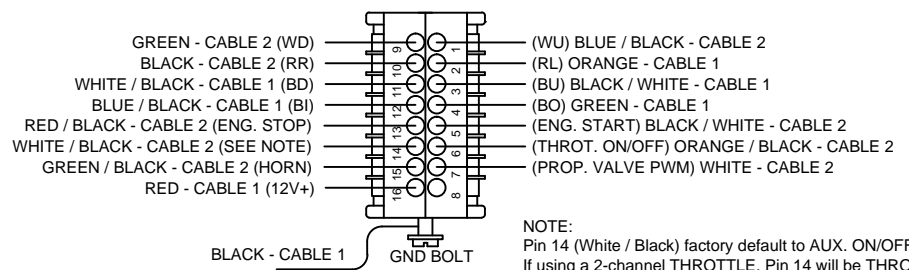 GREEN - CABLE 2 (WD)
BLACK - CABLE 2 (RR)
WHITE / BLACK - CABLE 1 (BD)
BLUE / BLACK - CABLE 1 (BI)
RED / BLACK - CABLE 2 (ENG. STOP)
WHITE / BLACK - CABLE 2 (SEE NOTE)
GREEN / BLACK - CABLE 2 (HORN)
RED - CABLE 1 (12V+)
9
10
11
12
13
14
15
16
1
2
3
4
5
6
7
8
(WU) BLUE / BLACK - CABLE 2
(RL) ORANGE - CABLE 1
(BU) BLACK / WHITE - CABLE 1
(BO) GREEN - CABLE 1
(ENG. START) BLACK / WHITE - CABLE 2
(THROT. ON/OFF) ORANGE / BLACK - CABLE 2
(PROP. VALVE PWM) WHITE - CABLE 2
BLACK - CABLE 1
GND BOLT
NOTE:
Pin 14 (White / Black) factory default to AUX. ON/OFF
If using a 2-channel THROTTLE, Pin 14 will be THRO